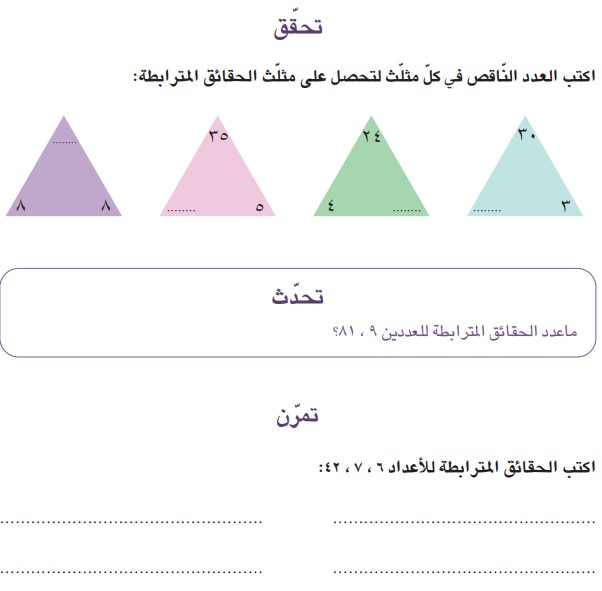 تحقّق
اكتب العدد النّاقص في كلّ مثلّث لتحصل على مثلّث الحقائق المترابطة:
٣٠ ٢٤ ٣٥ ........
٣ ........ ........ ٤ ٥ ........ ٨ ٨
تحدّث
ماعدد الحقائق المترابطة للعددين ٩ ، ٨١؟
تمرّن
اكتب الحقائق المترابطة للأعداد ٦ ، ٧ ، ٤٢: